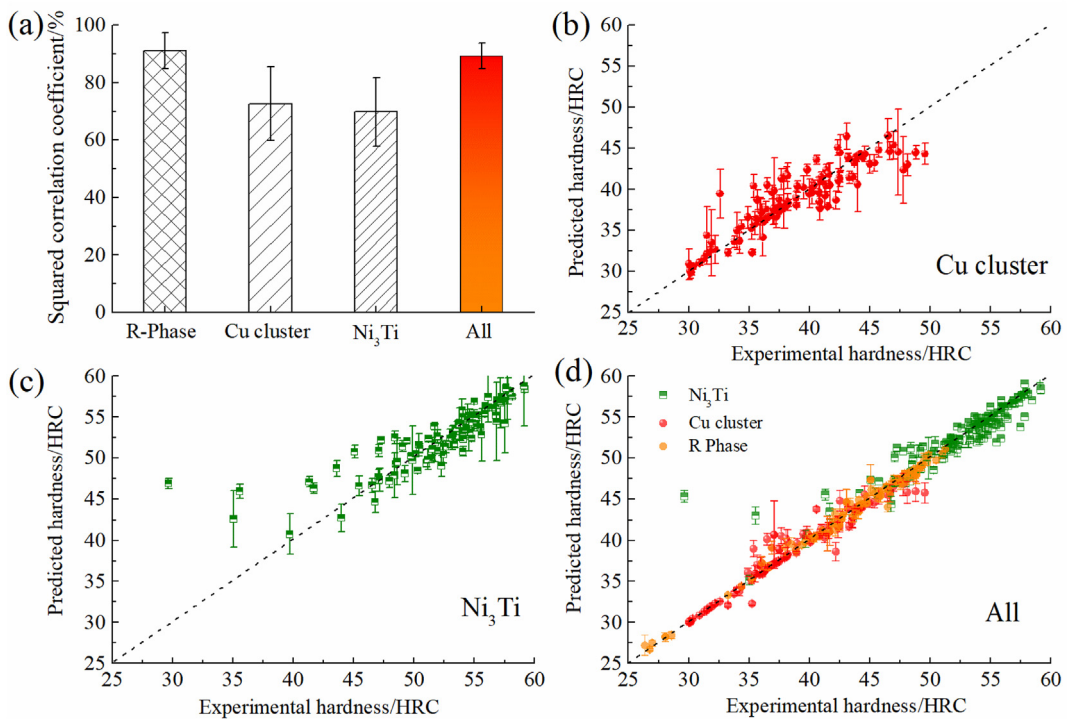 (a)
Squared correlation coefficient/%
100
80
60
40
20
0
R-Phase Cu cluster Ni₃Ti All
(b)
Predicted hardness/HRC
60
55
50
45
40
35
30
25
Cu cluster
25 30 35 40 45 50 55 60
Experimental hardness/HRC
(c)
Predicted hardness/HRC
60
55
50
45
40
35
30
25
Ni₃Ti
25 30 35 40 45 50 55 60
Experimental hardness/HRC
(d)
Predicted hardness/HRC
60
55
50
45
40
35
30
25
Ni₃Ti
Cu cluster
R Phase
All
25 30 35 40 45 50 55 60
Experimental hardness/HRC